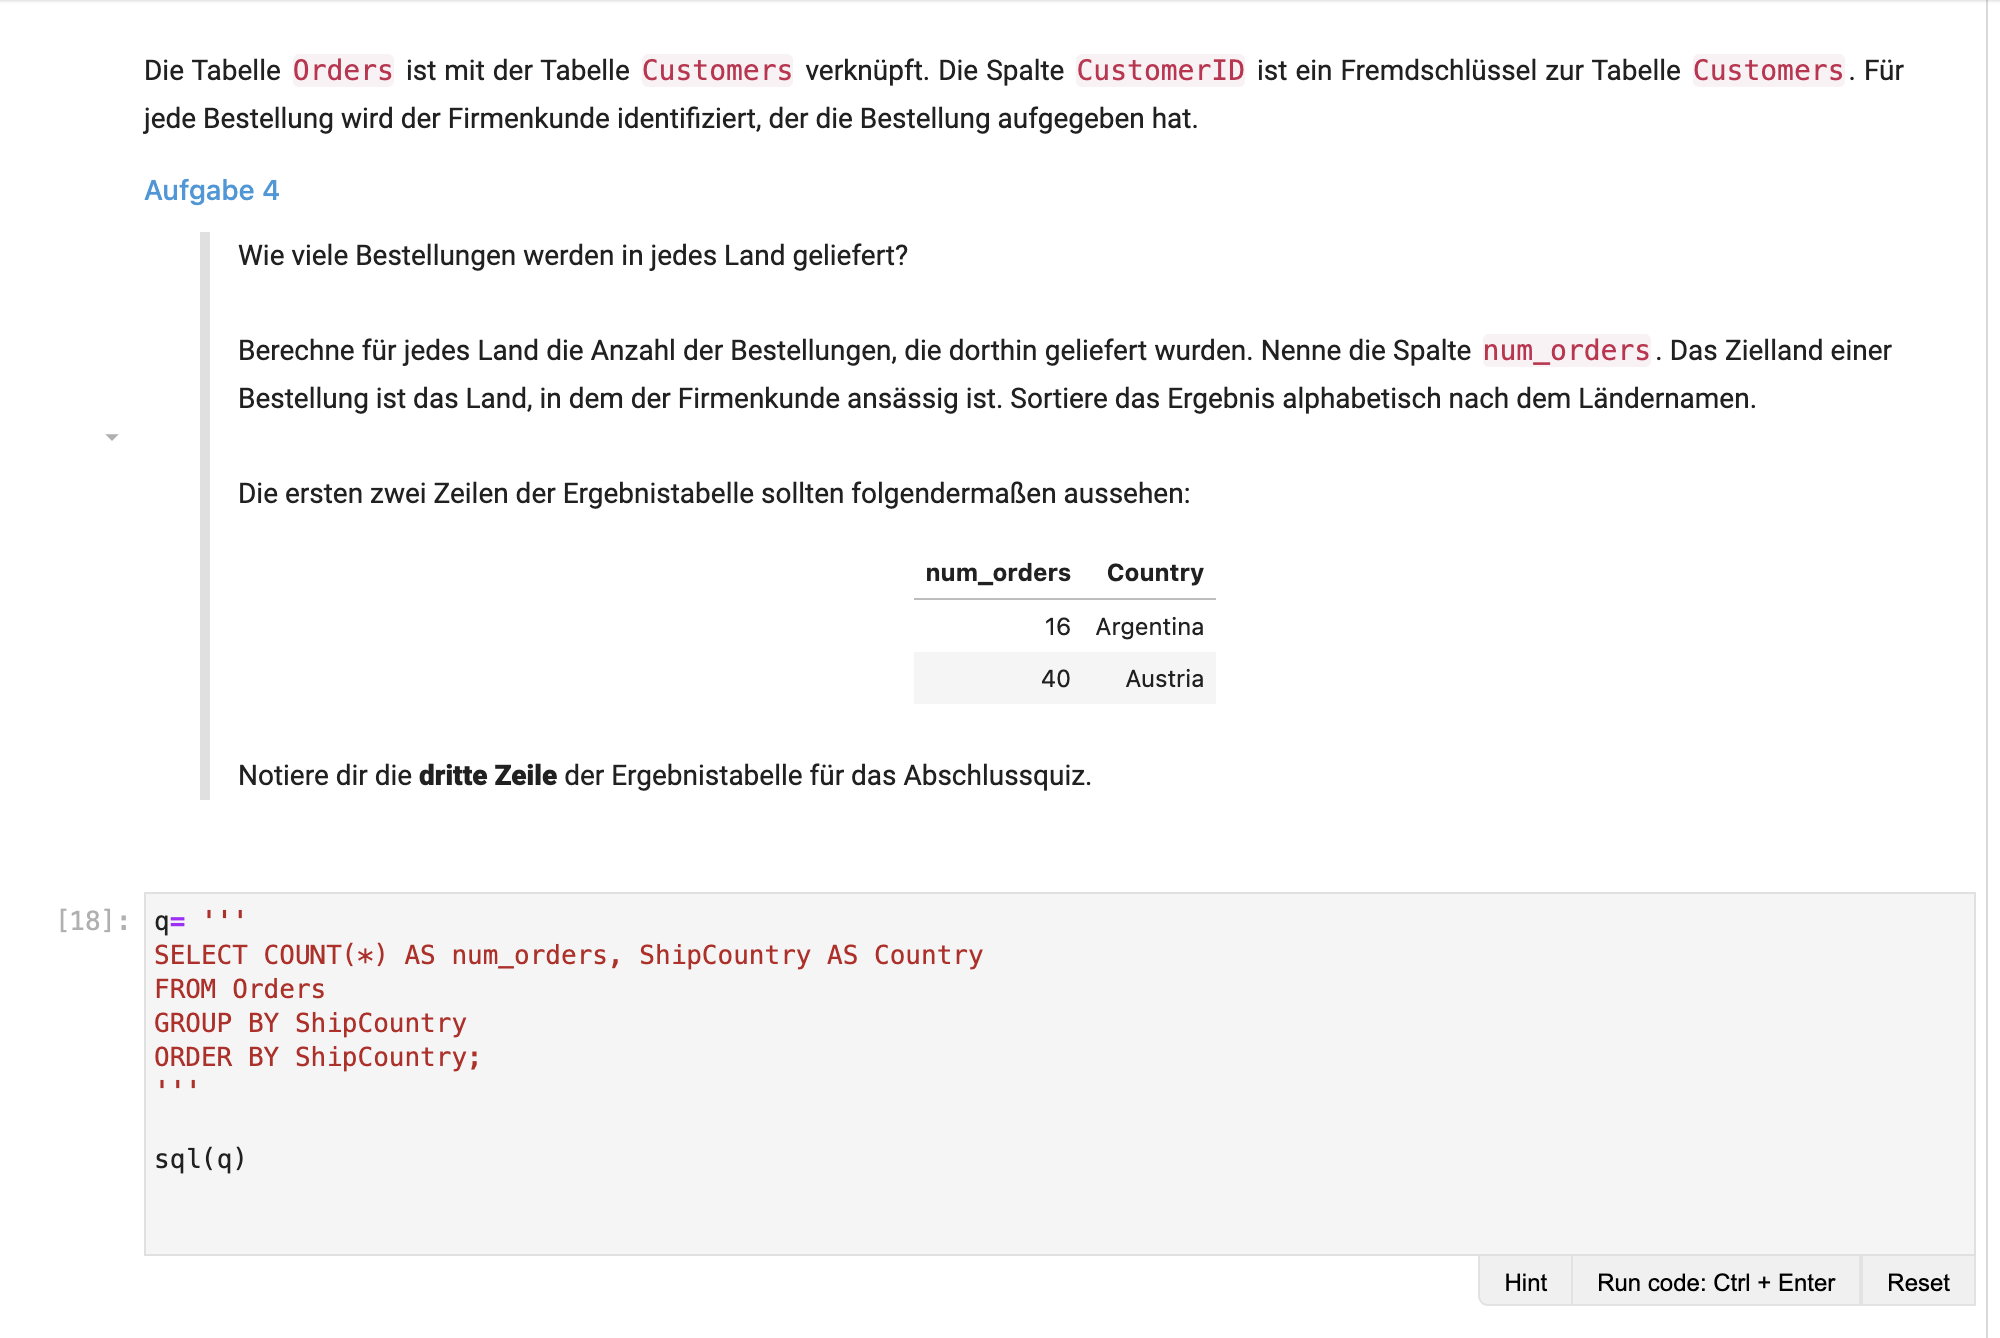 Die Tabelle Orders ist mit der Tabelle Customers verknüpft. Die Spalte CustomerID ist ein Fremdschlüssel zur Tabelle Customers. Für
jede Bestellung wird der Firmenkunde identifiziert, der die Bestellung aufgegeben hat.
Aufgabe 4
Wie viele Bestellungen werden in jedes Land geliefert?
Berechne für jedes Land die Anzahl der Bestellungen, die dorthin geliefert wurden. Nenne die Spalte num_orders. Das Zielland einer
Bestellung ist das Land, in dem der Firmenkunde ansässig ist. Sortiere das Ergebnis alphabetisch nach dem Ländernamen.
Die ersten zwei Zeilen der Ergebnistabelle sollten folgendermaßen aussehen:
num_orders Country
16 Argentina
40 Austria
Notiere dir die dritte Zeile der Ergebnistabelle für das Abschlussquiz.
[18]: q= '''
SELECT COUNT(*) AS num_orders, ShipCountry AS Country
FROM Orders
GROUP BY ShipCountry
ORDER BY ShipCountry;
'''
sql(q)
Hint Run code: Ctrl + Enter Reset